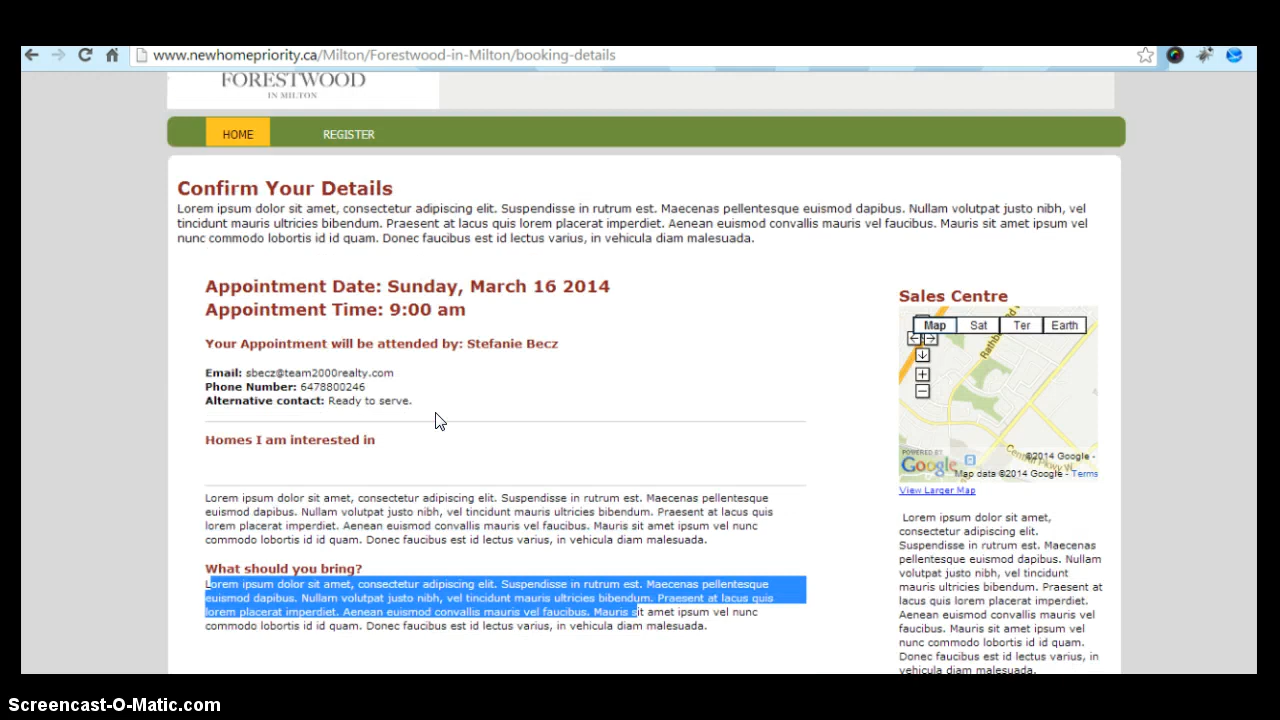 www.newhomepriority.ca/Milton/Forestwood-in-Milton/booking-details
FORESTWOOD
IN MILTON
HOME
REGISTER
Confirm Your Details
Lorem ipsum dolor sit amet, consectetur adipiscing elit. Suspendisse in rutrum est. Maecenas pellentesque euismod dapibus. Nullam volutpat justo nibh, vel
tincidunt mauris ultricies bibendum. Praesent at lacus quis lorem placerat imperdiet. Aenean euismod convallis mauris vel faucibus. Mauris sit amet ipsum vel
nunc commodo lobortis id id quam. Donec faucibus est id lectus varius, in vehicula diam malesuada.
Appointment Date: Sunday, March 16 2014
Appointment Time: 9:00 am
Your Appointment will be attended by: Stefanie Becz
Email: sbecz@team2000realty.com
Phone Number: 6478800246
Alternative contact: Ready to serve.
Homes I am interested in
Lorem ipsum dolor sit amet, consectetur adipiscing elit. Suspendisse in rutrum est. Maecenas pellentesque
euismod dapibus. Nullam volutpat justo nibh, vel tincidunt mauris ultricies bibendum. Praesent at lacus quis
lorem placerat imperdiet. Aenean euismod convallis mauris vel faucibus. Mauris sit amet ipsum vel nunc
commodo lobortis id id quam. Donec faucibus est id lectus varius, in vehicula diam malesuada.
What should you bring?
Lorem ipsum dolor sit amet, consectetur adipiscing elit. Suspendisse in rutrum est. Maecenas pellentesque
euismod dapibus. Nullam volutpat justo nibh, vel tincidunt mauris ultricies bibendum. Praesent at lacus quis
lorem placerat imperdiet. Aenean euismod convallis mauris vel faucibus. Mauris sit amet ipsum vel nunc
commodo lobortis id id quam. Donec faucibus est id lectus varius, in vehicula diam malesuada.
Sales Centre
Map
Sat
Ter
Earth
POWERED BY
Google
©2014 Google -
Map data ©2014 Google - Terms
View Larger Map
Lorem ipsum dolor sit amet,
consectetur adipiscing elit.
Suspendisse in rutrum est.
Maecenas pellentesque euismod
dapibus. Nullam volutpat justo
nibh, vel tincidunt mauris
ultricies bibendum. Praesent at
lacus quis lorem placerat imperdiet.
Aenean euismod convallis mauris vel
faucibus. Mauris sit amet ipsum vel
nunc commodo lobortis id id quam.
Donec faucibus est id lectus varius, in
vehicula diam malesuada.
Screencast-O-Matic.com